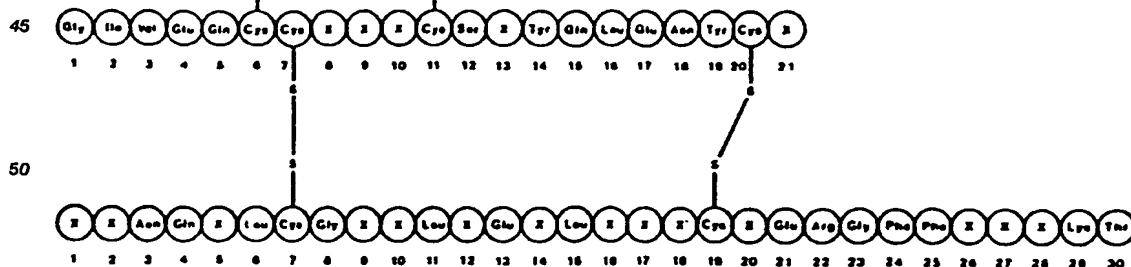 45 Gly Ile Val Glu Gln Cys Cys X X X Cys Ser X Tyr Gln Leu Glu Asn Tyr Cys X
1 2 3 4 5 6 7 8 9 10 11 12 13 14 15 16 17 18 19 20 21
S S
50 S S
X X Asn Gln X Leu Cys Gly X X Leu X Glu X Leu X X X Cys X Glu Arg Gly Phe Phe X X X Lys Thr
1 2 3 4 5 6 7 8 9 10 11 12 13 14 15 16 17 18 19 20 21 22 23 24 25 26 27 28 29 30